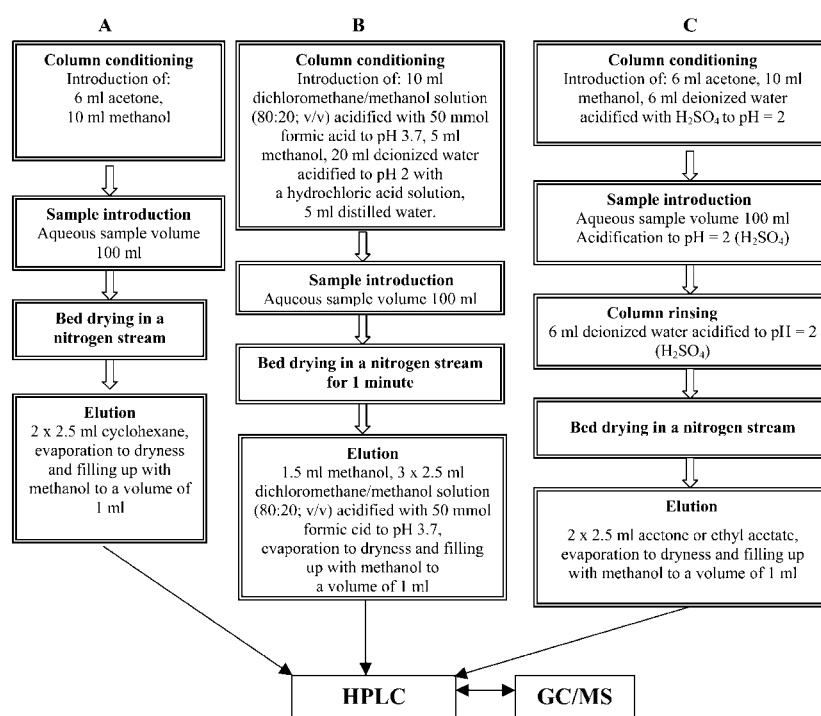 A
Column conditioning
Introduction of:
6 ml acetone,
10 ml methanol
Sample introduction
Aqueous sample volume
100 ml
Bed drying in a
nitrogen stream
Elution
2 x 2.5 ml cyclohexane,
evaporation to dryness
and filling up with
methanol to a volume of
1 ml
B
Column conditioning
Introduction of: 10 ml
dichloromethane/methanol solution
(80:20; v/v) acidified with 50 mmol
formic acid to pH 3.7, 5 ml
methanol, 20 ml deionized water
acidified to pH 2 with
a hydrochloric acid solution,
5 ml distilled water.
Sample introduction
Aqueous sample volume 100 ml
Bed drying in a nitrogen stream
for 1 minute
Elution
1.5 ml methanol, 3 x 2.5 ml
dichloromethane/methanol solution
(80:20; v/v) acidified with 50 mmol
formic cid to pH 3.7,
evaporation to dryness and filling
up with methanol to
a volume of 1 ml
C
Column conditioning
Introduction of: 6 ml acetone, 10 ml
methanol, 6 ml deionized water
acidified with H₂SO₄ to pH = 2
Sample introduction
Aqueous sample volume 100 ml
Acidification to pH = 2 (H₂SO₄)
Column rinsing
6 ml deionized water acidified to pH = 2
(H₂SO₄)
Bed drying in a nitrogen stream
Elution
2 x 2.5 ml acetone or ethyl acetate,
evaporation to dryness and filling up
with methanol to a volume of 1 ml
HPLC
GC/MS